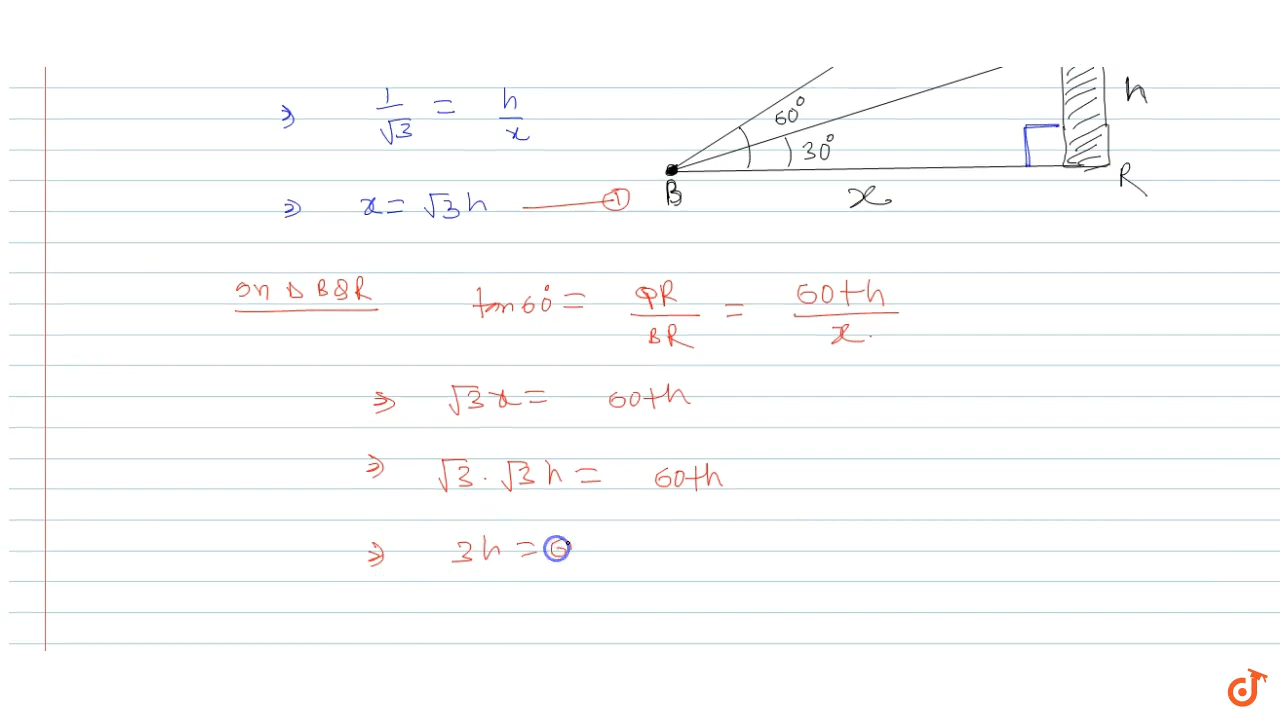 ⇒ 1/√3 = h/x
60° 30° h
B x R
⇒ x = √3 h ——— ①
In Δ BQR tan 60° = QR/BR = 60+h/x
⇒ √3 x = 60+h
⇒ √3 . √3 h = 60+h
⇒ 3h = 6